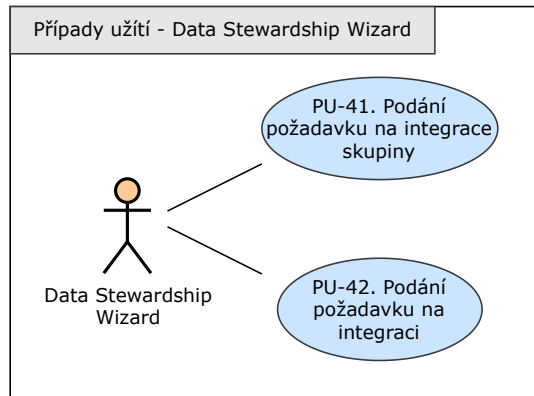 Případy užítí - Data Stewardship Wizard
PU-41. Podání
požadavku na integrace
skupiny
Data Stewardship
Wizard
PU-42. Podání
požadavku na
integraci